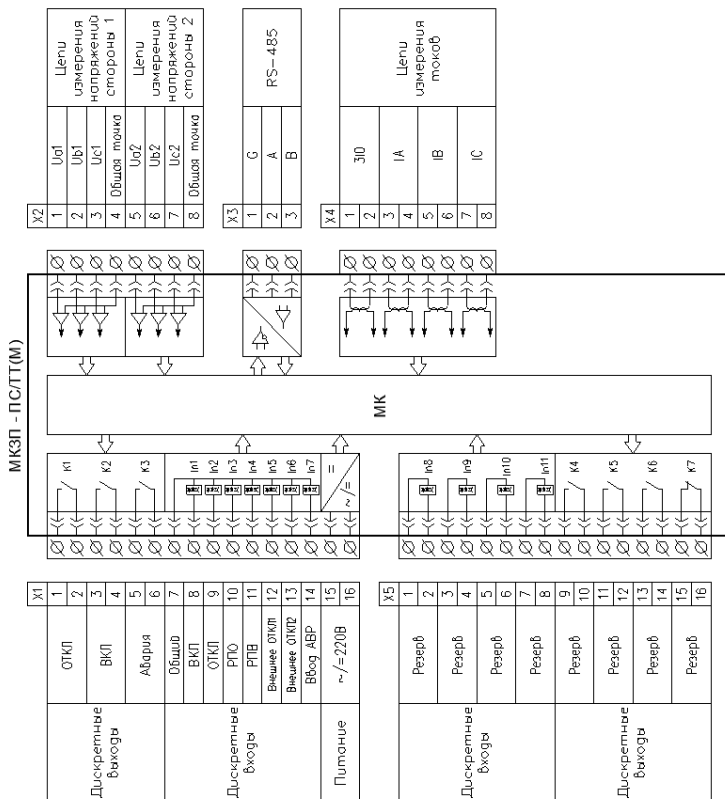 X2
1 Ua1
2 Ub1
3 Uc1
4 Общая точка
5 Ua2
6 Ub2
7 Uc2
8 Общая точка
Цепи
измерения
напряжений
стороны 1
Цепи
измерения
напряжений
стороны 2
X3
1 G
2 A
3 B
RS-485
X4
1
2
3I0
3
4
IA
5
6
IB
7
8
IC
Цепи
измерения
токов
МКЗП - ПС/ТТ(М)
МК
K1
K2
K3
In1
In2
In3
In4
In5
In6
In7
= ~/=
In8
In9
In10
In11
K4
K5
K6
K7
X1
1
2
ОТКЛ
3
4
ВКЛ
5
6
Авария
7 Общий
8 ВКЛ
9 ОТКЛ
10 РПО
11 РПВ
12 Внешнее ОТКЛ1
13 Внешнее ОТКЛ2
14 Ввод АВР
15
16
~/=220В
Дискретные
выходы
Дискретные
входы
Питание
X5
1
2
Резерв
3
4
Резерв
5
6
Резерв
7
8
Резерв
9
10
Резерв
11
12
Резерв
13
14
Резерв
15
16
Резерв
Дискретные
входы
Дискретные
выходы